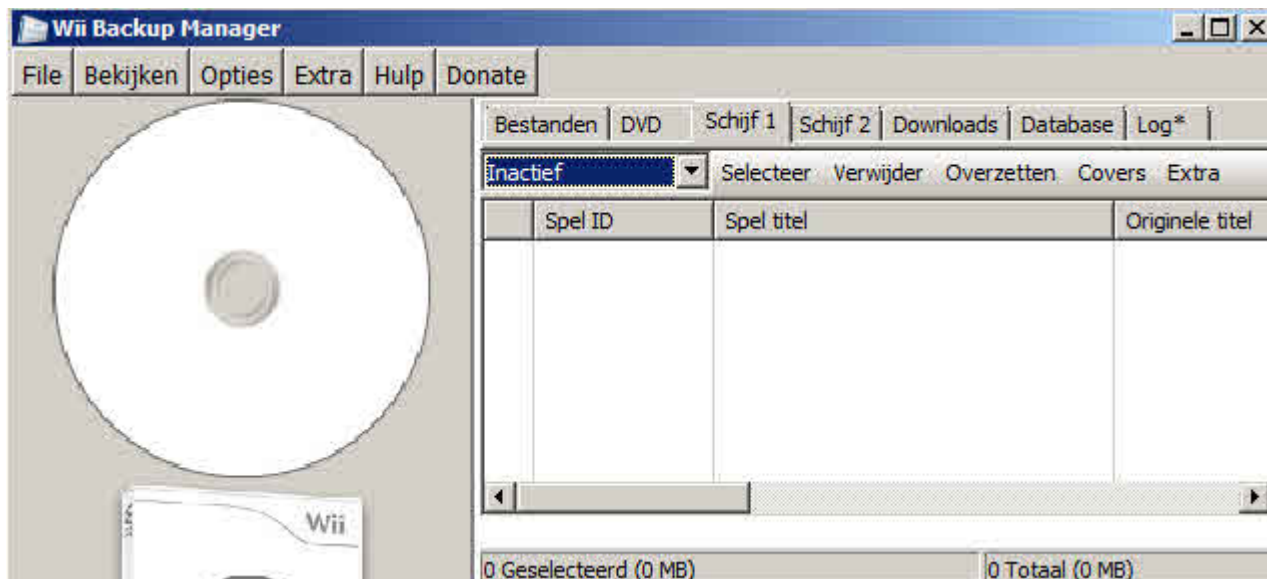 Wii Backup Manager
File Bekijken Opties Extra Hulp Donate
Bestanden DVD Schijf 1 Schijf 2 Downloads Database Log*
Inactief Selecteer Verwijder Overzetten Covers Extra
Spel ID Spel titel Originele titel
Wii
0 Geselecteerd (0 MB) 0 Totaal (0 MB)